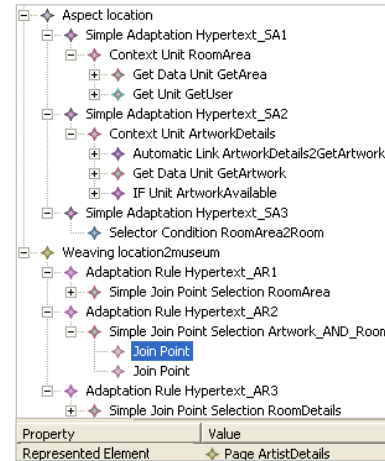 Aspect location
Simple Adaptation Hypertext_SA1
Context Unit RoomArea
Get Data Unit GetArea
Get Unit GetUser
Simple Adaptation Hypertext_SA2
Context Unit ArtworkDetails
Automatic Link ArtworkDetails2GetArtwork
Get Data Unit GetArtwork
IF Unit ArtworkAvailable
Simple Adaptation Hypertext_SA3
Selector Condition RoomArea2Room
Weaving location2museum
Adaptation Rule Hypertext_AR1
Simple Join Point Selection RoomArea
Adaptation Rule Hypertext_AR2
Simple Join Point Selection Artwork_AND_Room
Join Point
Join Point
Adaptation Rule Hypertext_AR3
Simple Join Point Selection RoomDetails
Property Value
Represented Element Page ArtistDetails